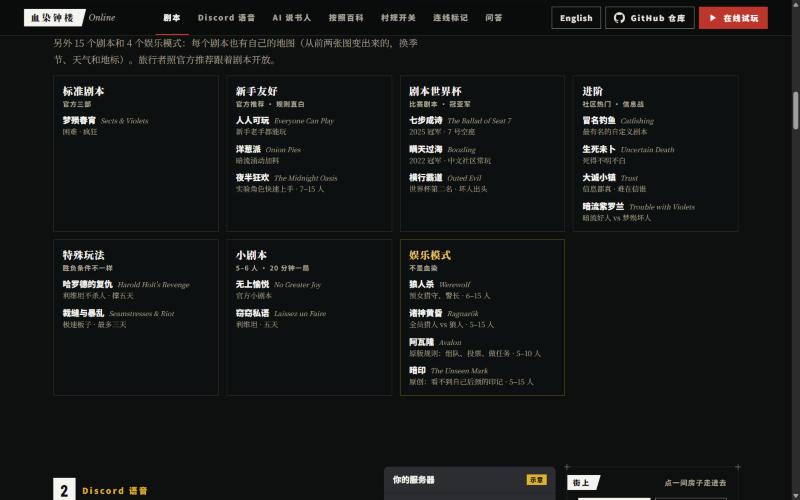 血染钟楼 Online
剧本
Discord 语音
AI 说书人
按照百科
村规开关
连线标记
问答
English
GitHub 仓库
在线试玩
另外 15 个剧本和 4 个娱乐模式：每个剧本也有自己的地图（从前两张图变出来的，换季
节、天气和地标）。旅行者照官方推荐跟着剧本开放。
标准剧本
官方三部
梦殒春宵 Sects & Violets
困难 · 疯狂
新手友好
官方推荐 · 规则直白
人人可玩 Everyone Can Play
新手老手都能玩
洋葱派 Onion Pies
暗流涌动加料
夜半狂欢 The Midnight Oasis
实验角色快速上手 · 7–15 人
剧本世界杯
比赛剧本 · 冠亚军
七步成诗 The Ballad of Seat 7
2025 冠军 · 7 号空座
瞒天过海 Boozling
2022 冠军 · 中文社区常玩
横行霸道 Outed Evil
世界杯第二名 · 坏人出头
进阶
社区热门 · 信息战
冒名钓鱼 Catfishing
最有名的自定义剧本
生死未卜 Uncertain Death
死得不明不白
大诚小镇 Trust
信息都真 · 难在信谁
暗流紫罗兰 Trouble with Violets
暗流好人 vs 梦殒坏人
特殊玩法
胜负条件不一样
哈罗德的复仇 Harold Holt's Revenge
利维坦不杀人 · 撑五天
裁缝与暴乱 Seamstresses & Riot
极速板子 · 最多三天
小剧本
5–6 人 · 20 分钟一局
无上愉悦 No Greater Joy
官方小剧本
窃窃私语 Laissez un Faire
利维坦 · 五天
娱乐模式
不是血染
狼人杀 Werewolf
预女猎守、警长 · 6–15 人
诸神黄昏 Ragnarök
全员猎人 vs 狼人 · 5–15 人
阿瓦隆 Avalon
原版规则：组队、投票、做任务 · 5–10 人
暗印 The Unseen Mark
原创：看不到自己后颈的印记 · 5–15 人
2 Discord 语音
你的服务器
示意
街上
点一间房子走进去